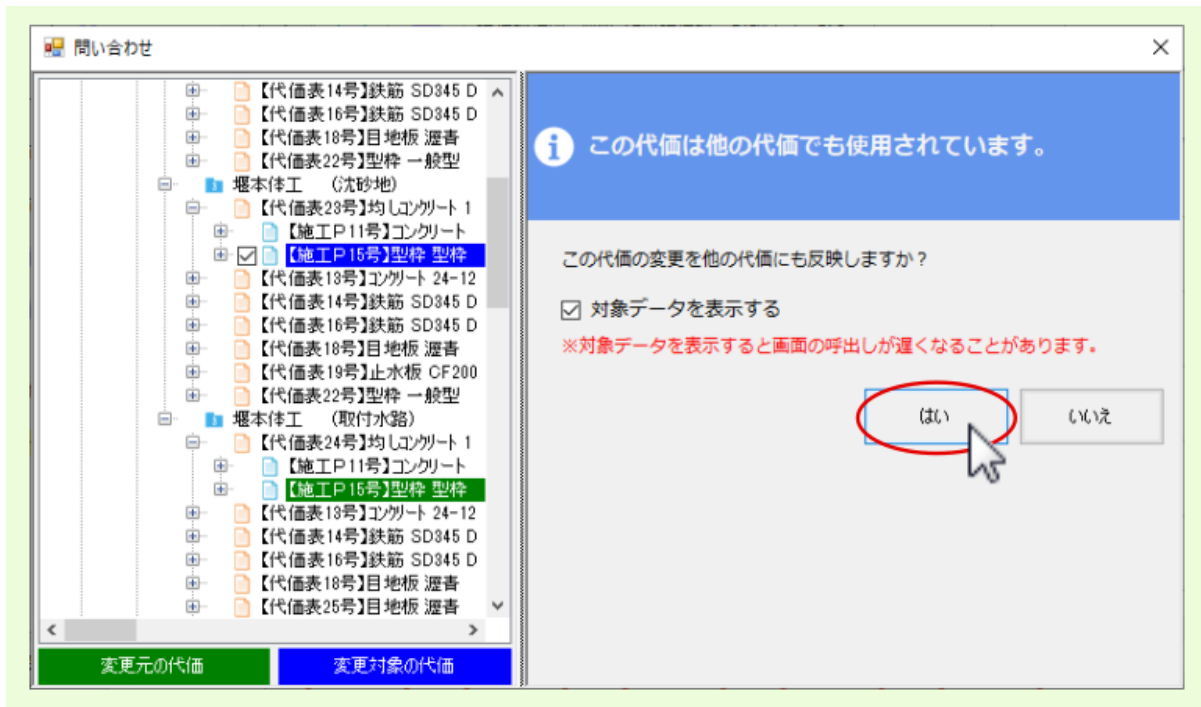 問い合わせ
【代価表14号】鉄筋 SD345 D
【代価表16号】鉄筋 SD345 D
【代価表18号】目地板 瀝青
【代価表22号】型枠 一般型
堰本体工 （沈砂地）
【代価表23号】均しコンクリート 1
【施工P11号】コンクリート
【施工P15号】型枠 型枠
【代価表13号】コンクリート 24-12
【代価表14号】鉄筋 SD345 D
【代価表16号】鉄筋 SD345 D
【代価表18号】目地板 瀝青
【代価表19号】止水板 CF200
【代価表22号】型枠 一般型
堰本体工 （取付水路）
【代価表24号】均しコンクリート 1
【施工P11号】コンクリート
【施工P15号】型枠 型枠
【代価表13号】コンクリート 24-12
【代価表14号】鉄筋 SD345 D
【代価表16号】鉄筋 SD345 D
【代価表18号】目地板 瀝青
【代価表25号】目地板 瀝青
変更元の代価
変更対象の代価
この代価は他の代価でも使用されています。
この代価の変更を他の代価にも反映しますか？
対象データを表示する
※対象データを表示すると画面の呼出しが遅くなることがあります。
はい
いいえ